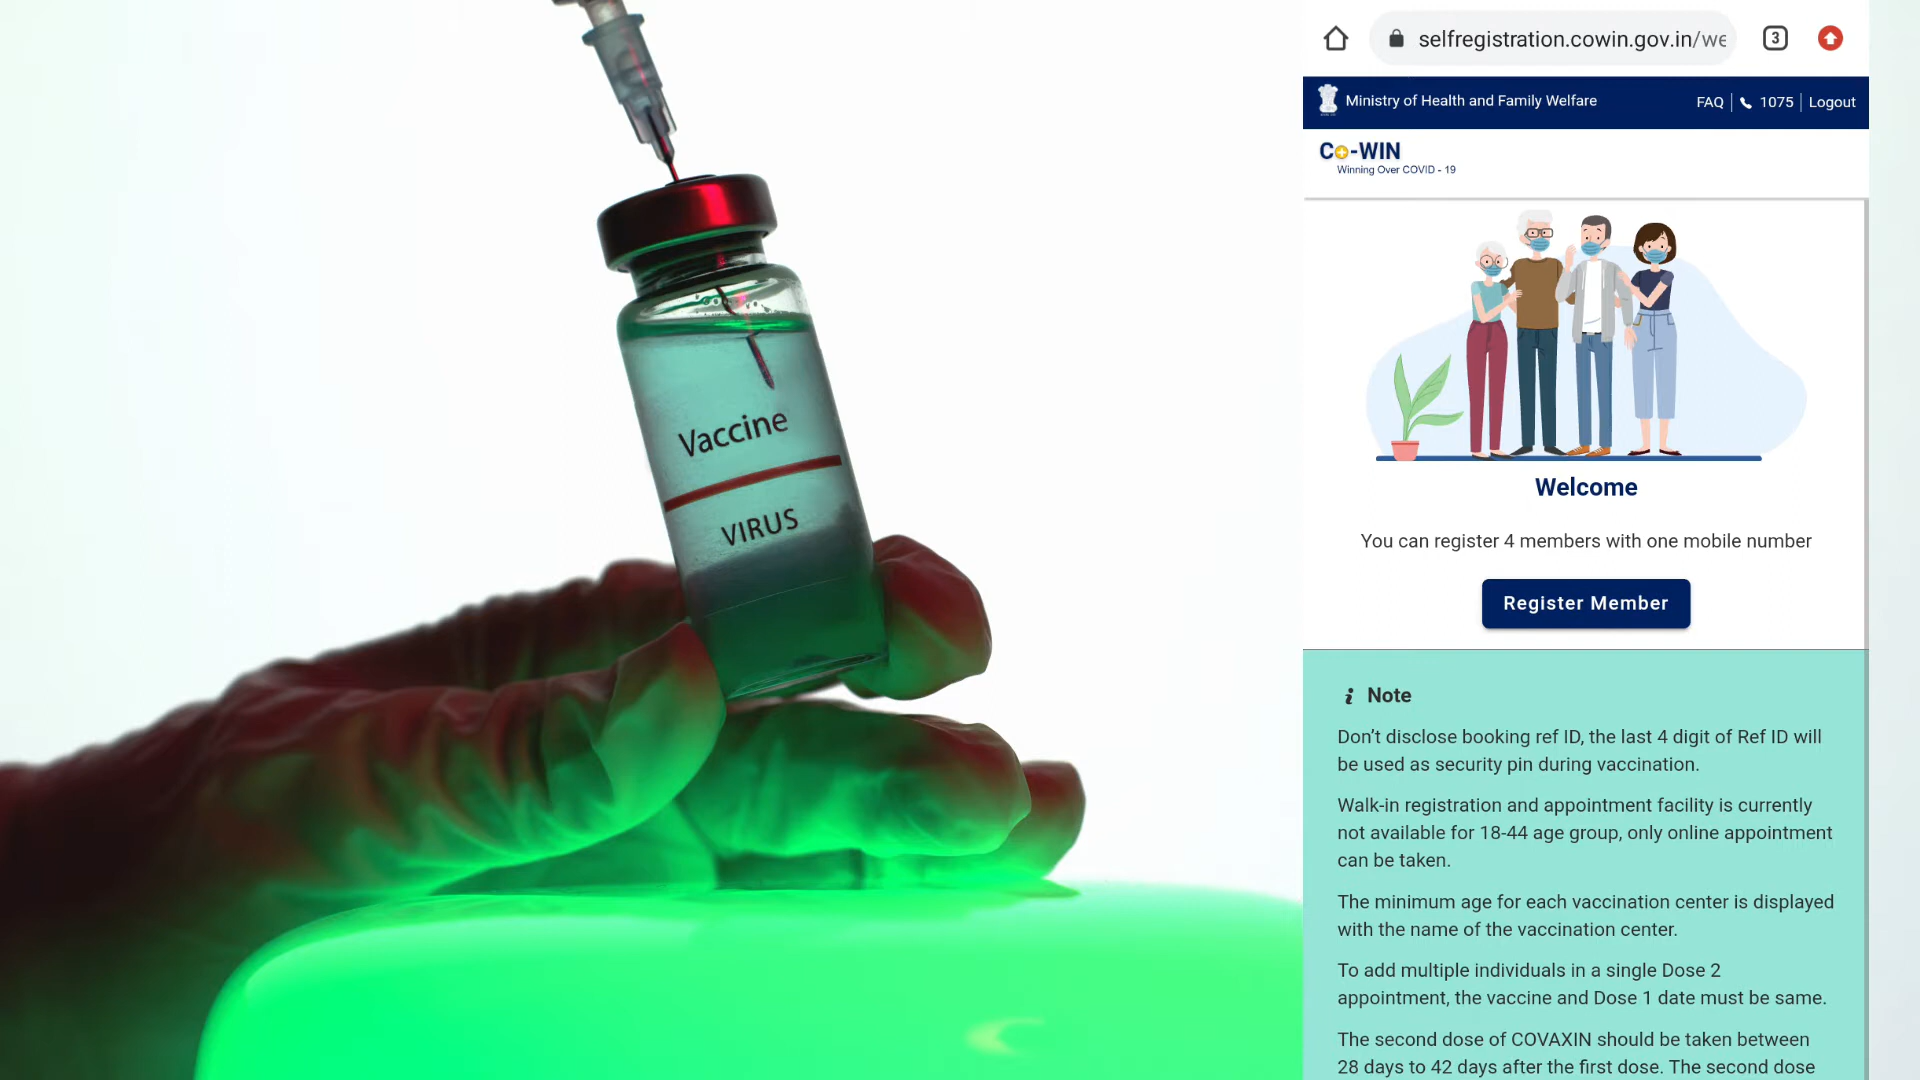 Vaccine
VIRUS
selfregistration.cowin.gov.in/we
3
Ministry of Health and Family Welfare
FAQ | 1075 | Logout
Co-WIN
Winning Over COVID - 19
Welcome
You can register 4 members with one mobile number
Register Member
i Note
Don't disclose booking ref ID, the last 4 digit of Ref ID will
be used as security pin during vaccination.
Walk-in registration and appointment facility is currently
not available for 18-44 age group, only online appointment
can be taken.
The minimum age for each vaccination center is displayed
with the name of the vaccination center.
To add multiple individuals in a single Dose 2
appointment, the vaccine and Dose 1 date must be same.
The second dose of COVAXIN should be taken between
28 days to 42 days after the first dose. The second dose